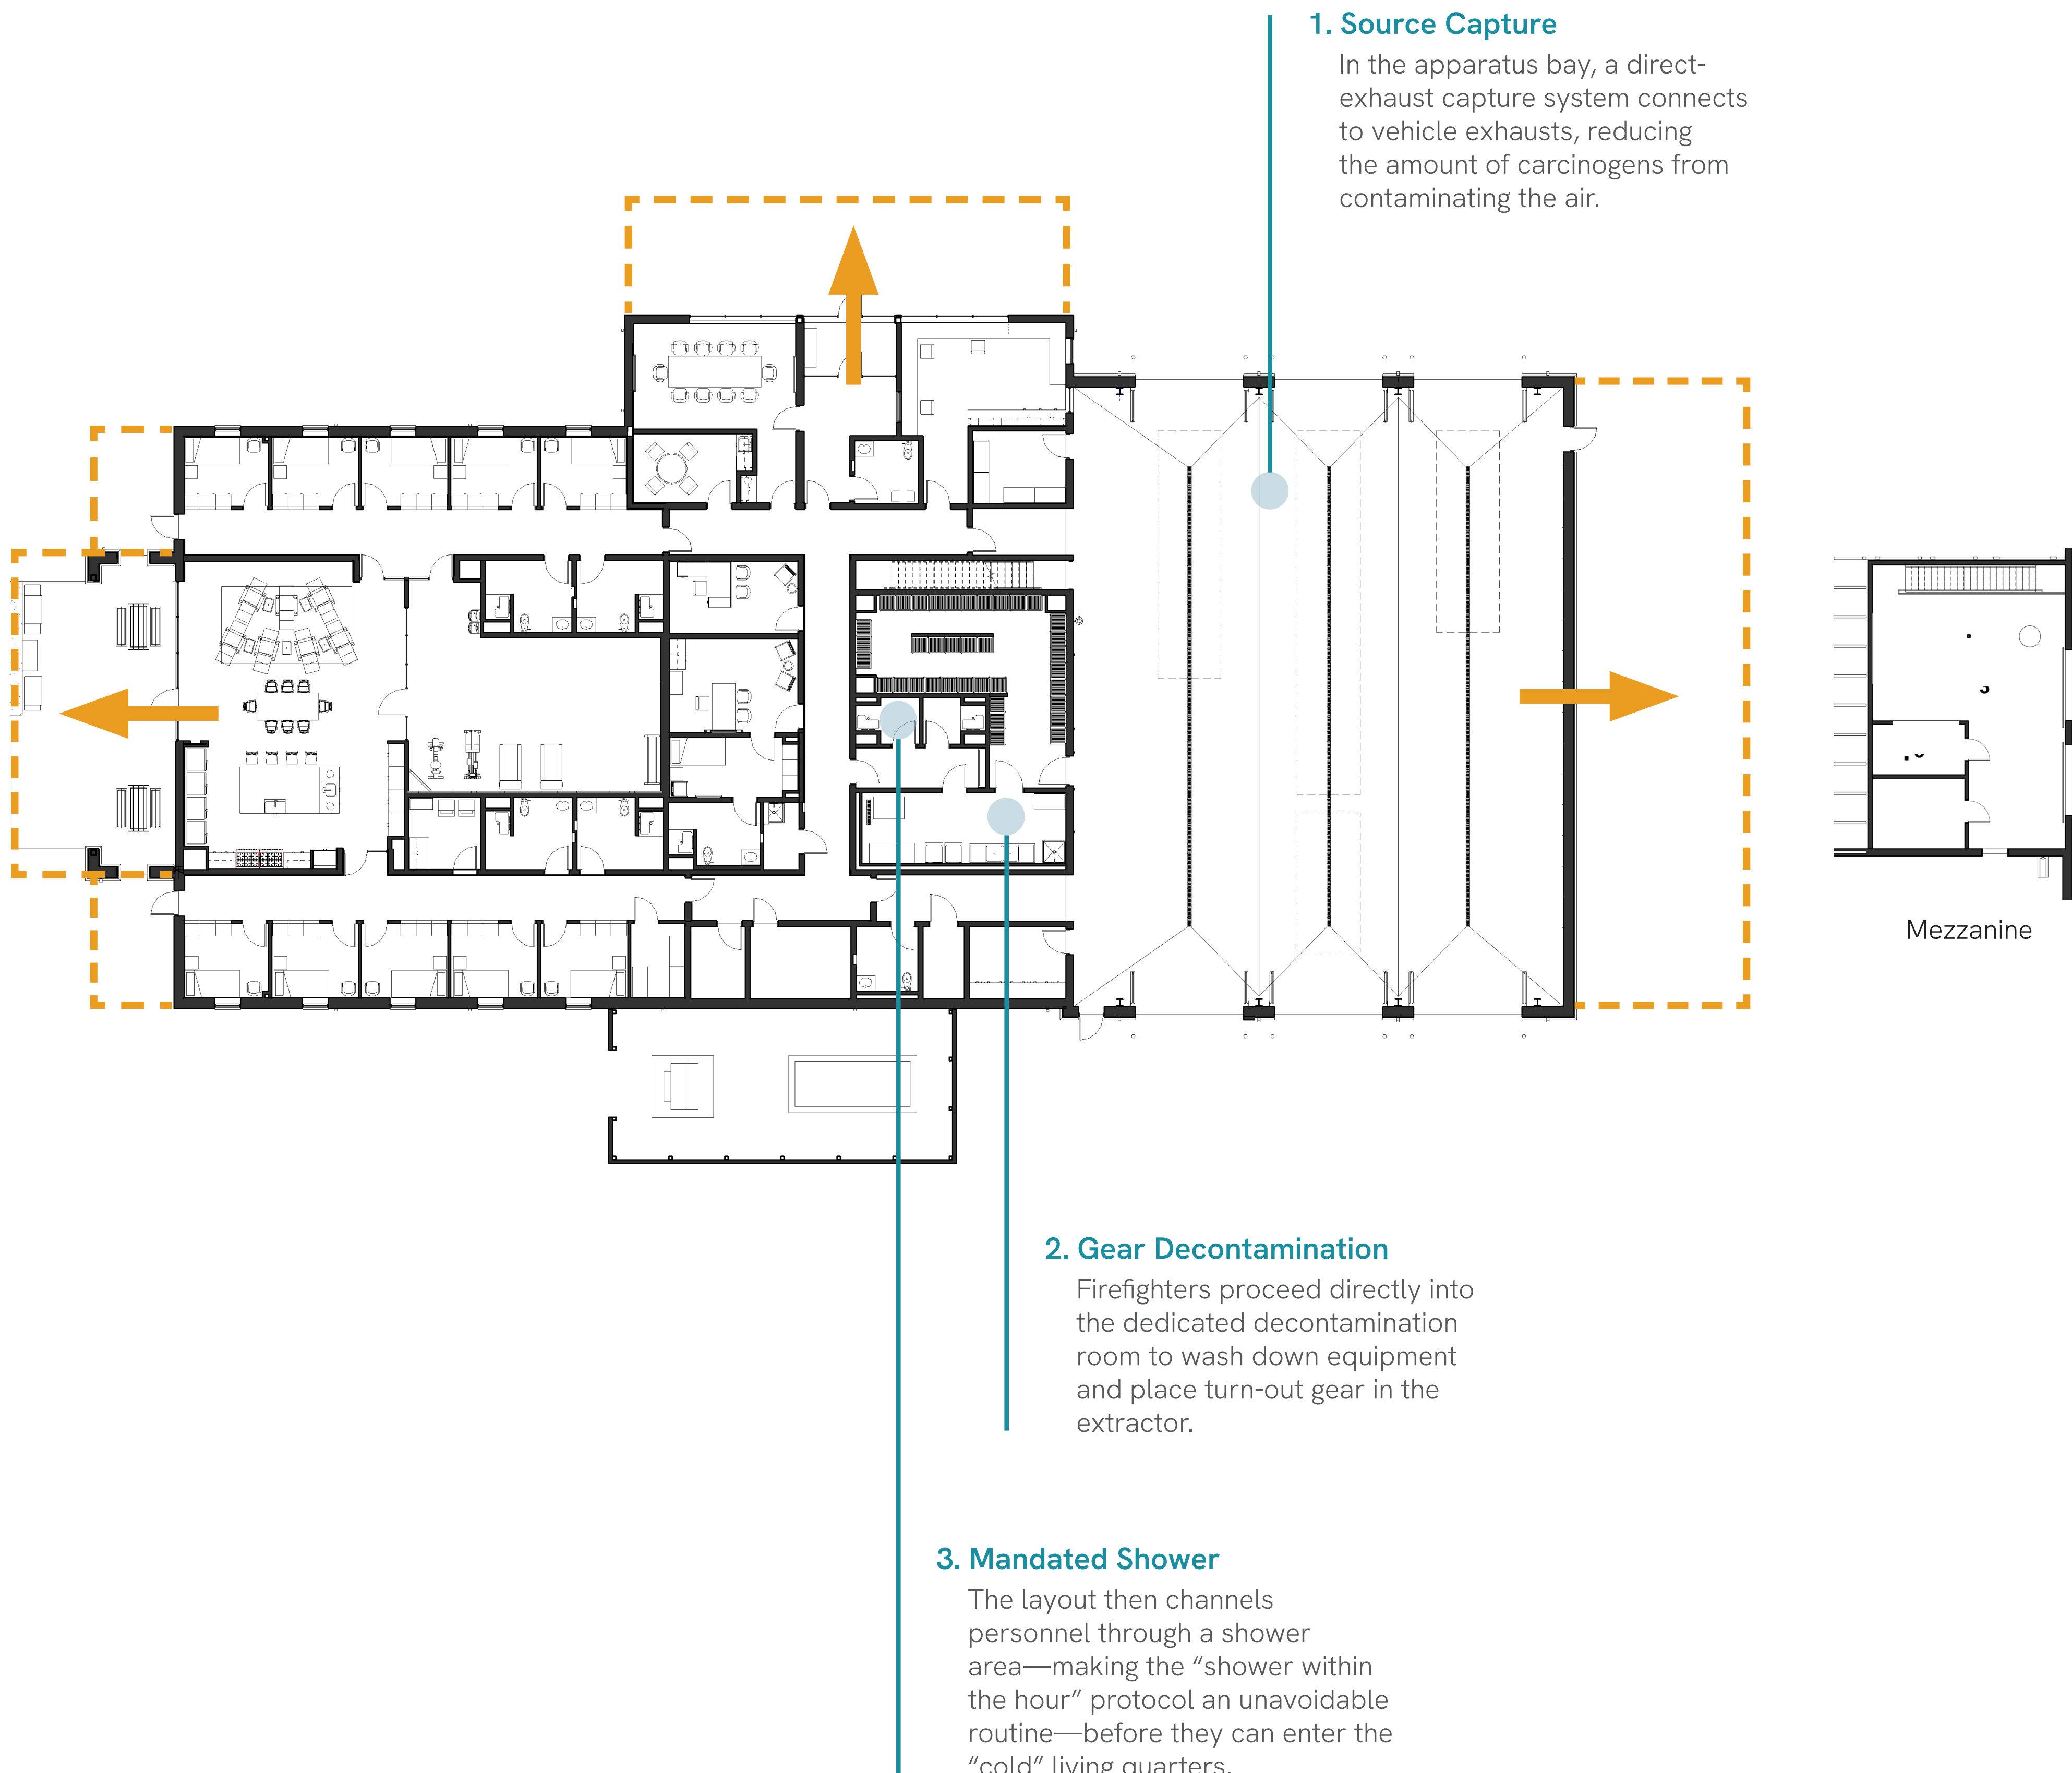 1. Source Capture
In the apparatus bay, a direct-
exhaust capture system connects
to vehicle exhausts, reducing
the amount of carcinogens from
contaminating the air.
Mezzanine
2. Gear Decontamination
Firefighters proceed directly into
the dedicated decontamination
room to wash down equipment
and place turn-out gear in the
extractor.
3. Mandated Shower
The layout then channels
personnel through a shower
area—making the “shower within
the hour” protocol an unavoidable
routine—before they can enter the
“cold” living quarters.